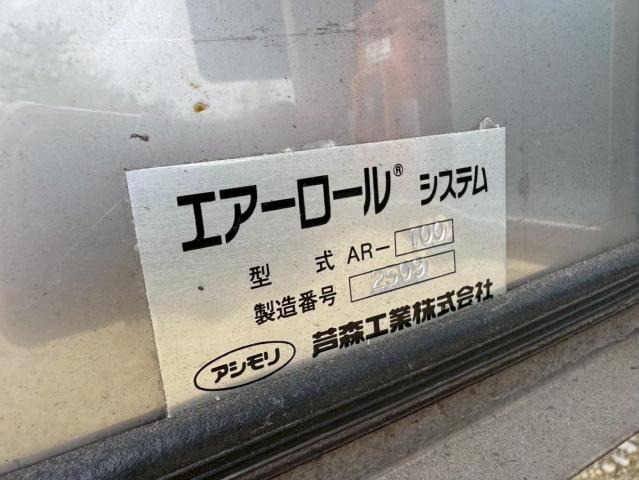 エアーロール® システム
型式 AR-100
製造番号 2509
アシモリ 芦森工業株式会社